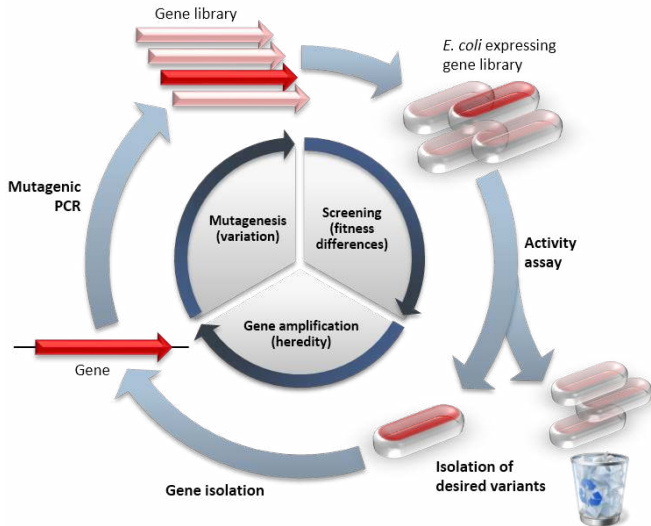 Gene library
E. coli expressing
gene library
Mutagenic
PCR
Mutagenesis
(variation)
Screening
(fitness
differences)
Activity
assay
Gene amplification
(heredity)
Gene
Gene isolation
Isolation of
desired variants